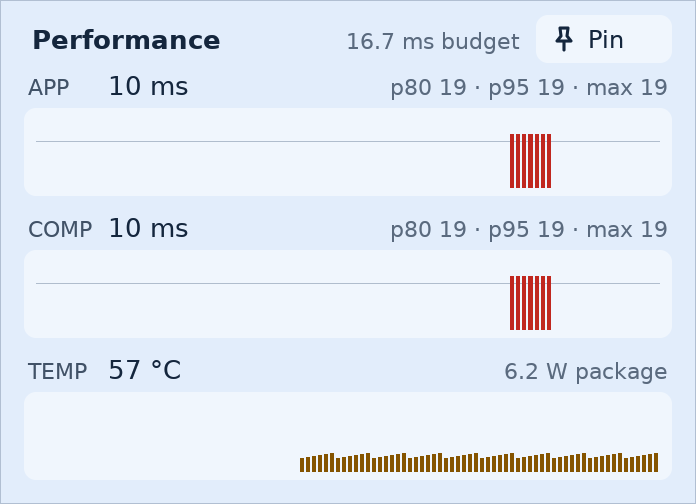 Performance 16.7 ms budget Pin
APP 10 ms p80 19 · p95 19 · max 19
COMP 10 ms p80 19 · p95 19 · max 19
TEMP 57 °C 6.2 W package